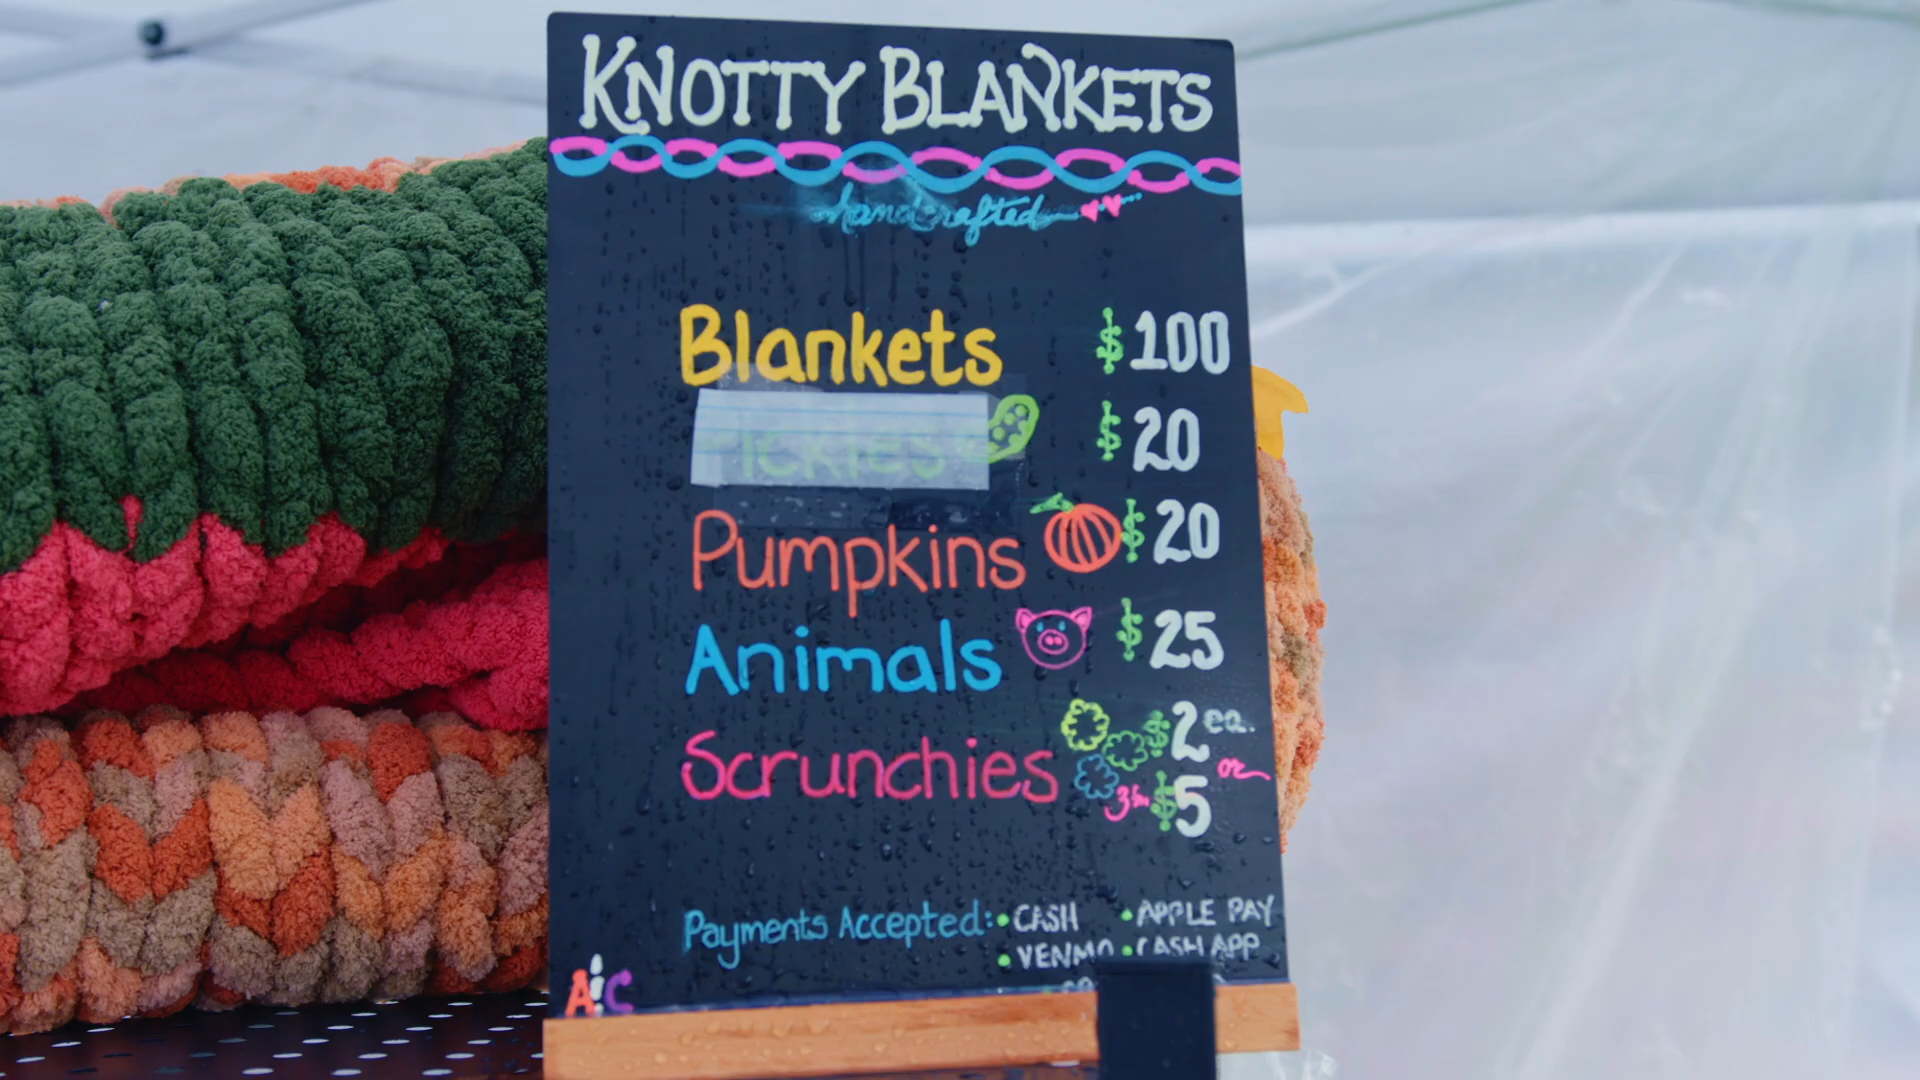 KNOTTY BLANKETS
handcrafted
Blankets $100
PICKLES $20
Pumpkins $20
Animals $25
Scrunchies $2 ea.
or
3 for $5
Payments Accepted: • CASH • APPLE PAY
• VENMO • CASH APP
A C